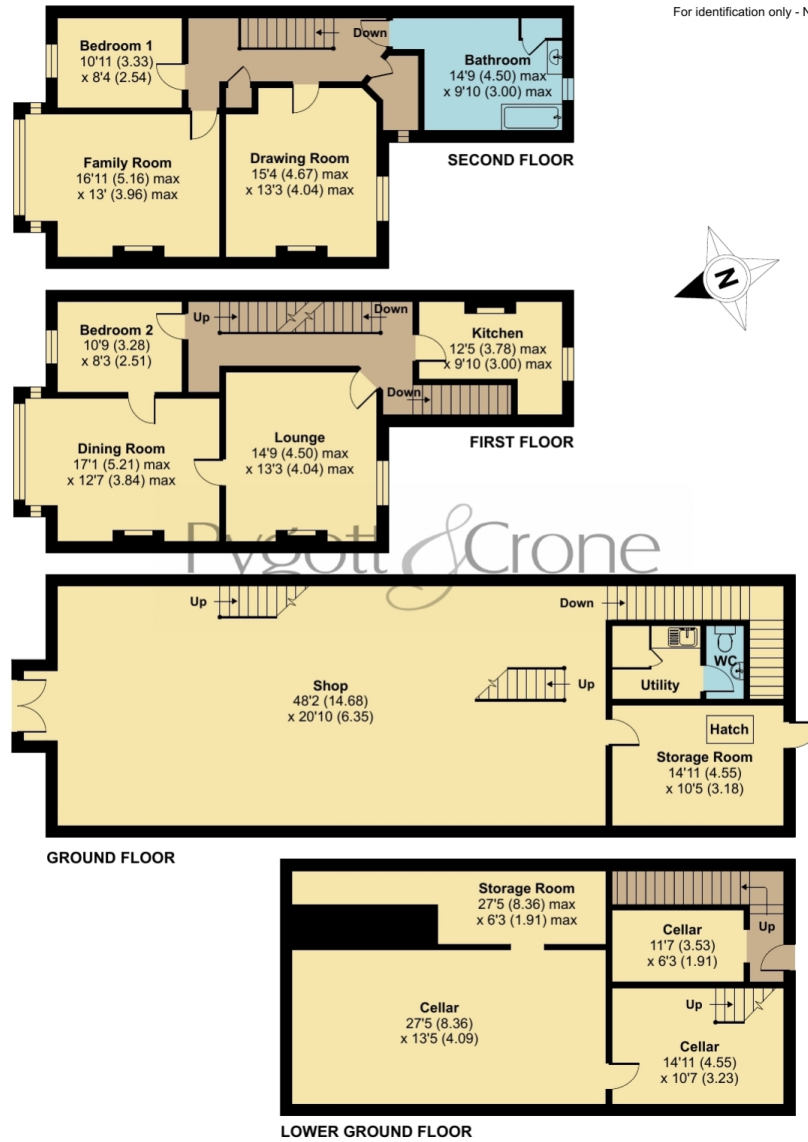 For identification only - N
Bedroom 1
10'11 (3.33)
x 8'4 (2.54)
Down
Bathroom
14'9 (4.50) max
x 9'10 (3.00) max
Family Room
16'11 (5.16) max
x 13' (3.96) max
Drawing Room
15'4 (4.67) max
x 13'3 (4.04) max
SECOND FLOOR
N
Bedroom 2
10'9 (3.28)
x 8'3 (2.51)
Up
Down
Kitchen
12'5 (3.78) max
x 9'10 (3.00) max
Down
Dining Room
17'1 (5.21) max
x 12'7 (3.84) max
Lounge
14'9 (4.50) max
x 13'3 (4.04) max
FIRST FLOOR
Pygott & Crone
Up
Down
Shop
48'2 (14.68)
x 20'10 (6.35)
Up
Utility
WC
Hatch
Storage Room
14'11 (4.55)
x 10'5 (3.18)
GROUND FLOOR
Storage Room
27'5 (8.36) max
x 6'3 (1.91) max
Cellar
11'7 (3.53)
x 6'3 (1.91)
Up
Cellar
27'5 (8.36)
x 13'5 (4.09)
Up
Cellar
14'11 (4.55)
x 10'7 (3.23)
LOWER GROUND FLOOR